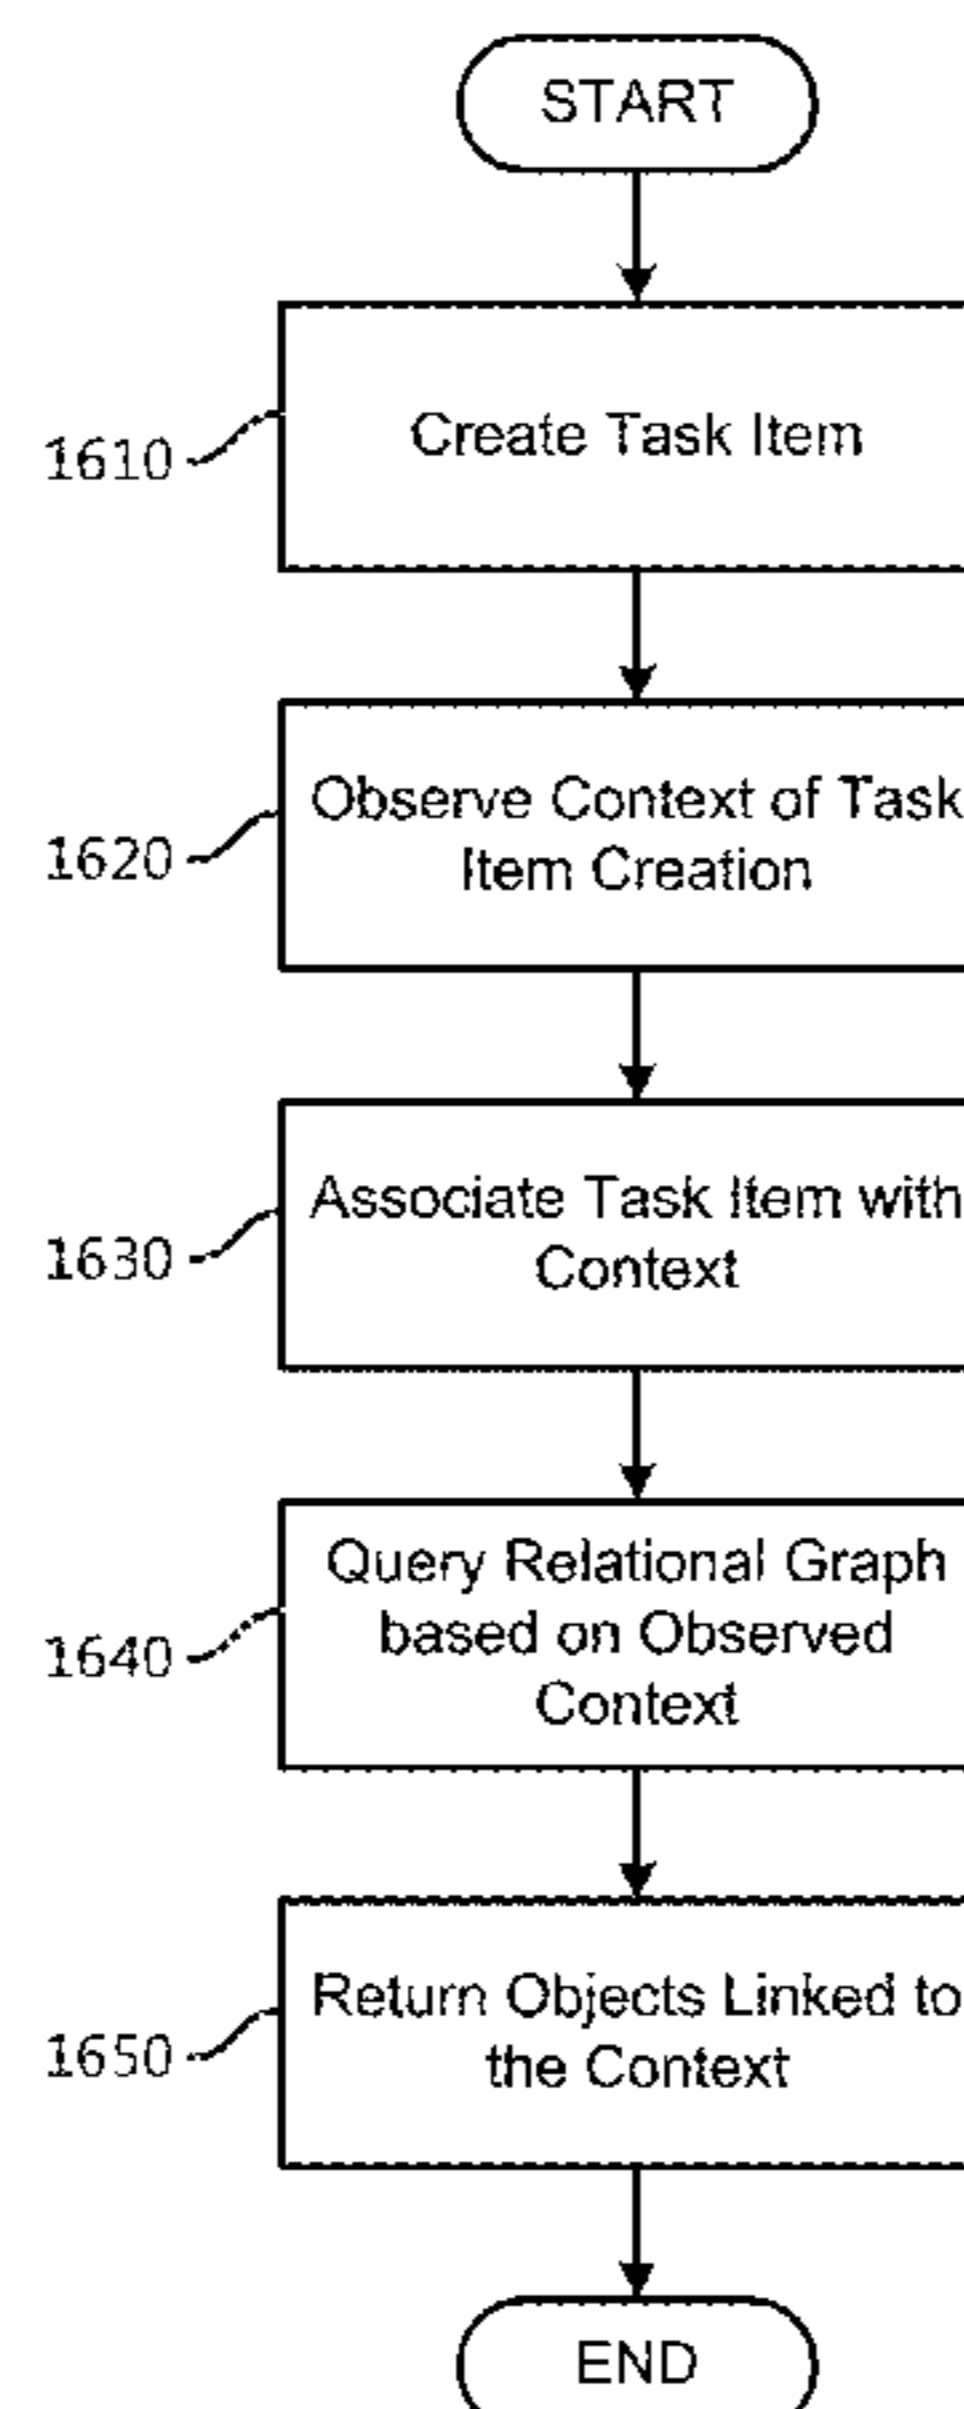 START
1610
Create Task Item
1620
Observe Context of Task
Item Creation
1630
Associate Task Item with
Context
1640
Query Relational Graph
based on Observed
Context
1650
Return Objects Linked to
the Context
END